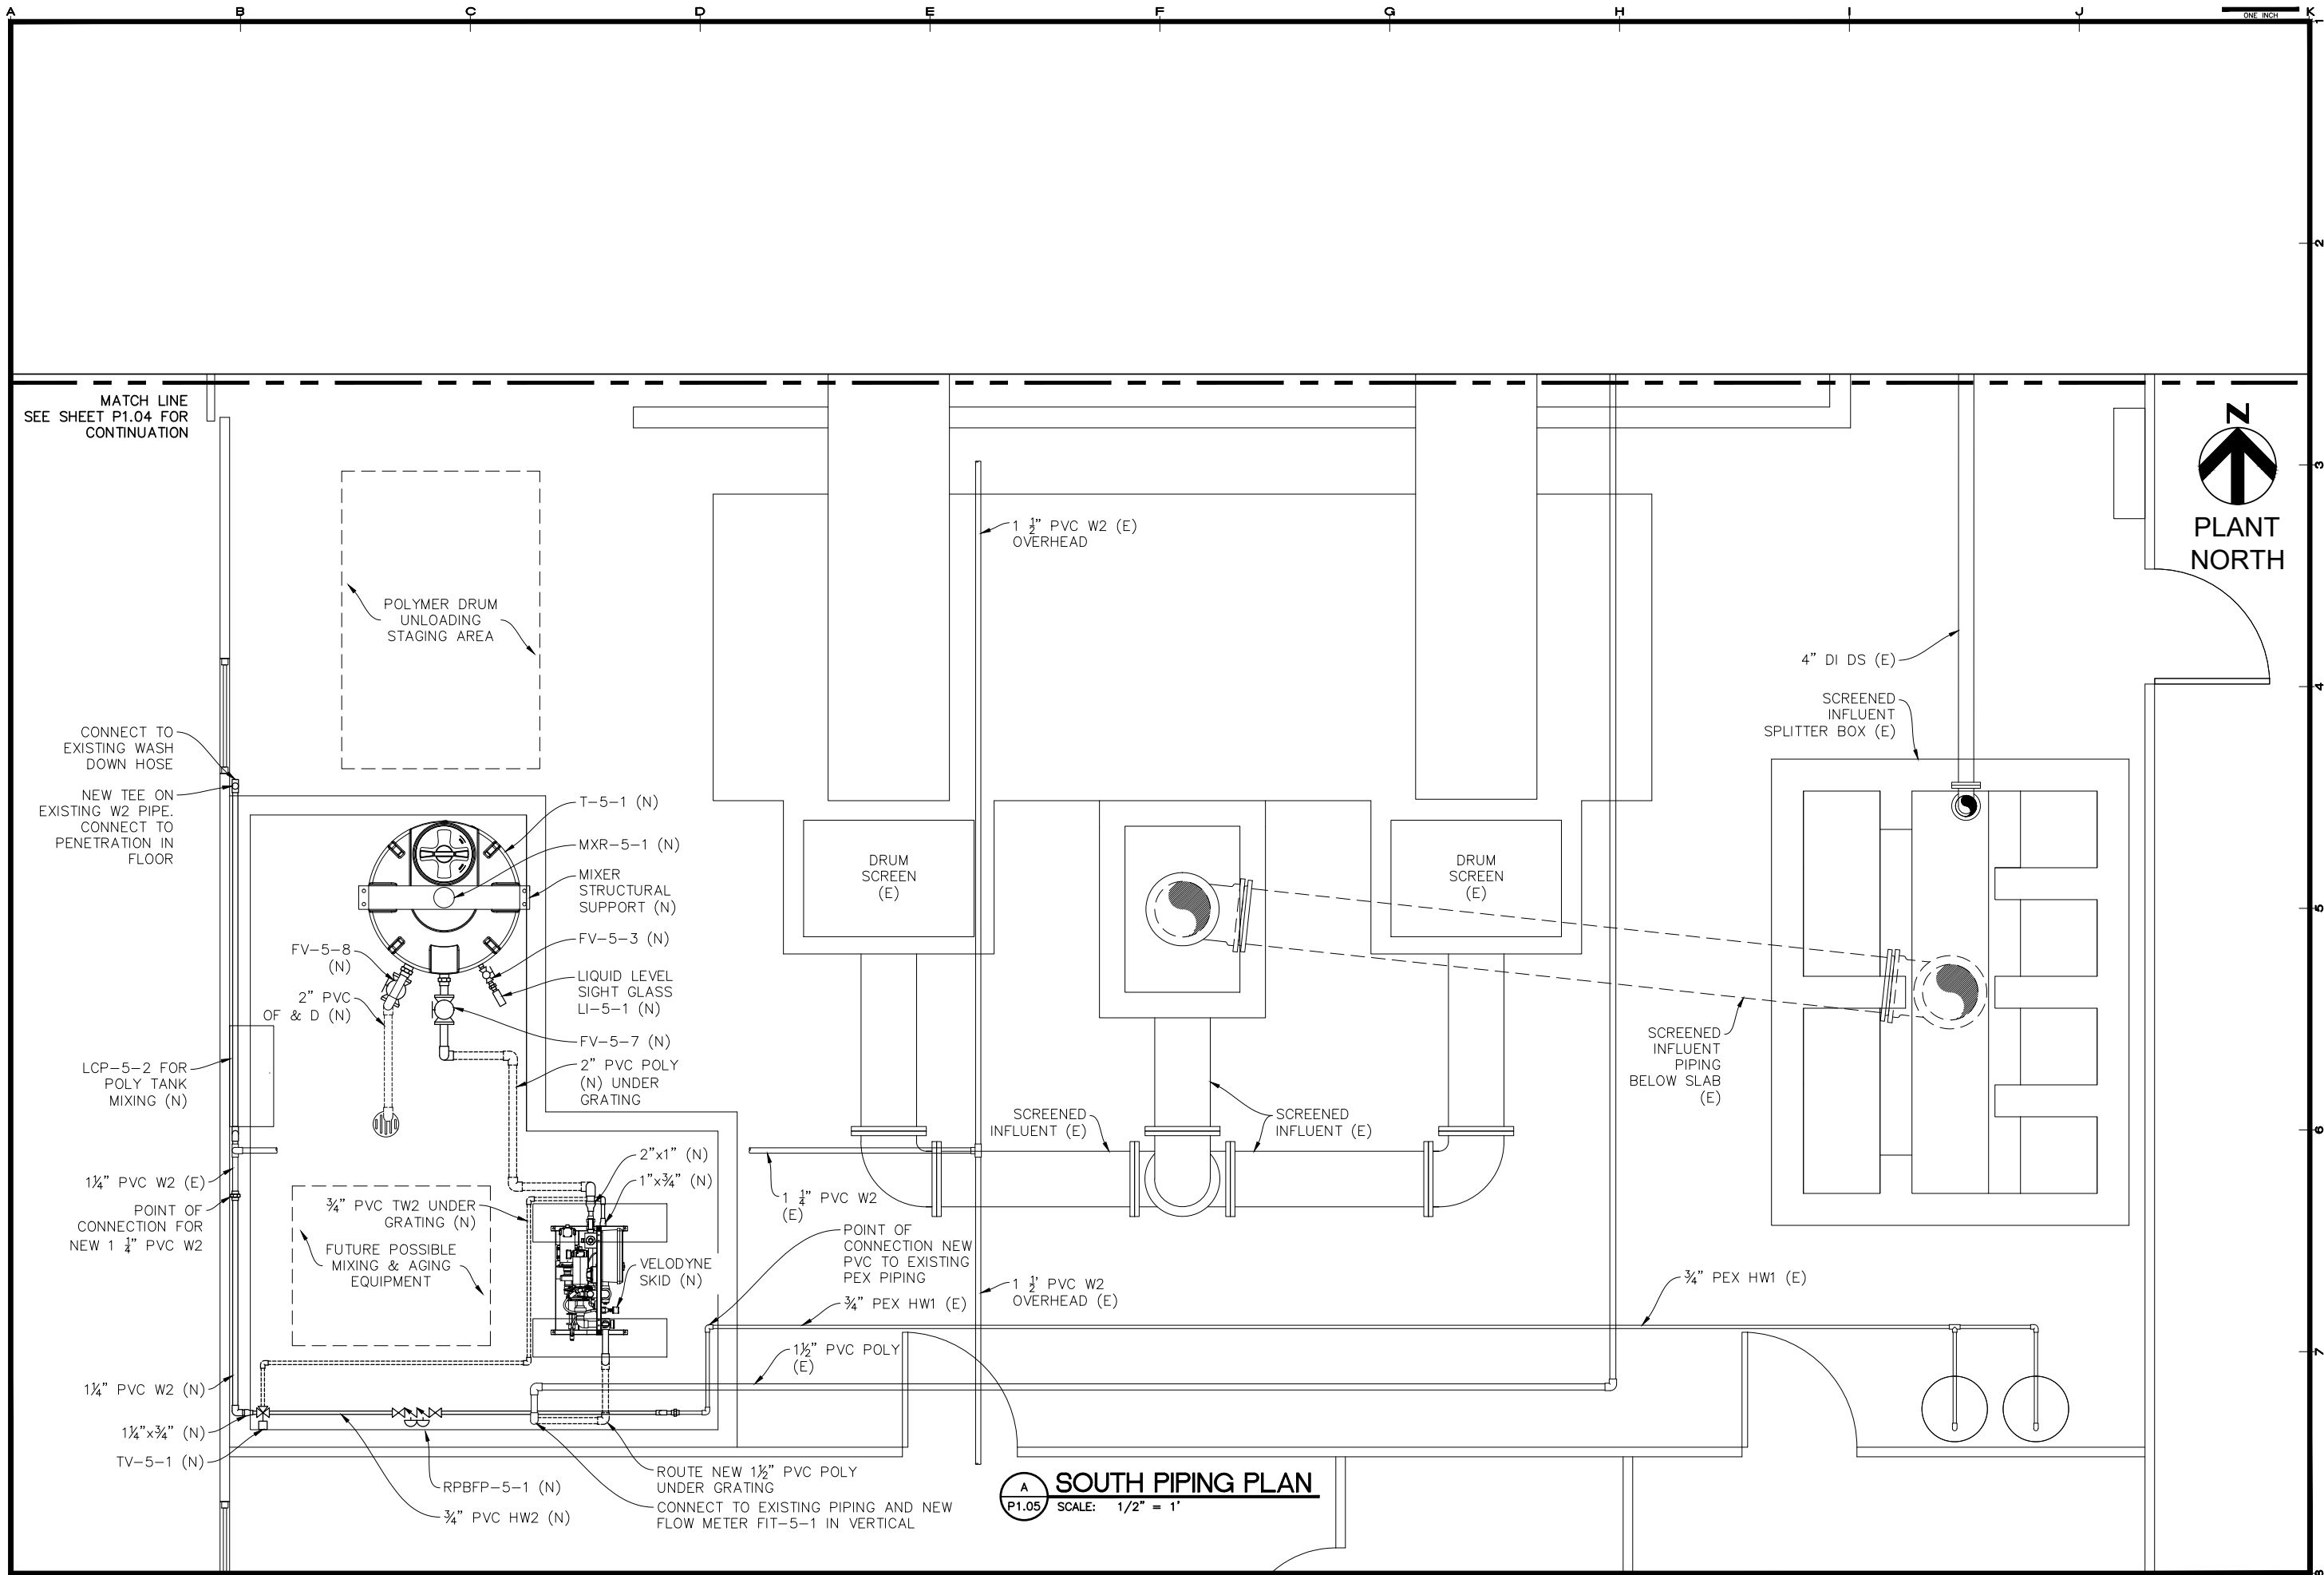 A B C D E F G H I J K
ONE INCH
1
2
3
4
5
6
7
MATCH LINE
SEE SHEET P1.04 FOR
CONTINUATION
N
PLANT
NORTH
1 ½" PVC W2 (E)
OVERHEAD
POLYMER DRUM
UNLOADING
STAGING AREA
4" DI DS (E)
SCREENED
INFLUENT
SPLITTER BOX (E)
CONNECT TO
EXISTING WASH
DOWN HOSE
NEW TEE ON
EXISTING W2 PIPE.
CONNECT TO
PENETRATION IN
FLOOR
T-5-1 (N)
MXR-5-1 (N)
MIXER
STRUCTURAL
SUPPORT (N)
FV-5-3 (N)
LIQUID LEVEL
SIGHT GLASS
LI-5-1 (N)
FV-5-7 (N)
2" PVC POLY
(N) UNDER
GRATING
FV-5-8
(N)
2" PVC
OF & D (N)
DRUM
SCREEN
(E)
DRUM
SCREEN
(E)
SCREENED
INFLUENT
PIPING
BELOW SLAB
(E)
LCP-5-2 FOR
POLY TANK
MIXING (N)
SCREENED
INFLUENT (E)
SCREENED
INFLUENT (E)
1¼" PVC W2 (E)
POINT OF
CONNECTION FOR
NEW 1 ¼" PVC W2
2"x1" (N)
1"x¾" (N)
¾" PVC TW2 UNDER
GRATING (N)
FUTURE POSSIBLE
MIXING & AGING
EQUIPMENT
VELODYNE
SKID (N)
1 ¼" PVC W2
(E)
POINT OF
CONNECTION NEW
PVC TO EXISTING
PEX PIPING
¾" PEX HW1 (E)
1 ½' PVC W2
OVERHEAD (E)
¾" PEX HW1 (E)
1½" PVC POLY
(E)
1¼" PVC W2 (N)
1¼"x¾" (N)
TV-5-1 (N)
RPBFP-5-1 (N)
¾" PVC HW2 (N)
ROUTE NEW 1½" PVC POLY
UNDER GRATING
CONNECT TO EXISTING PIPING AND NEW
FLOW METER FIT-5-1 IN VERTICAL
A
P1.05
SOUTH PIPING PLAN
SCALE: 1/2" = 1'